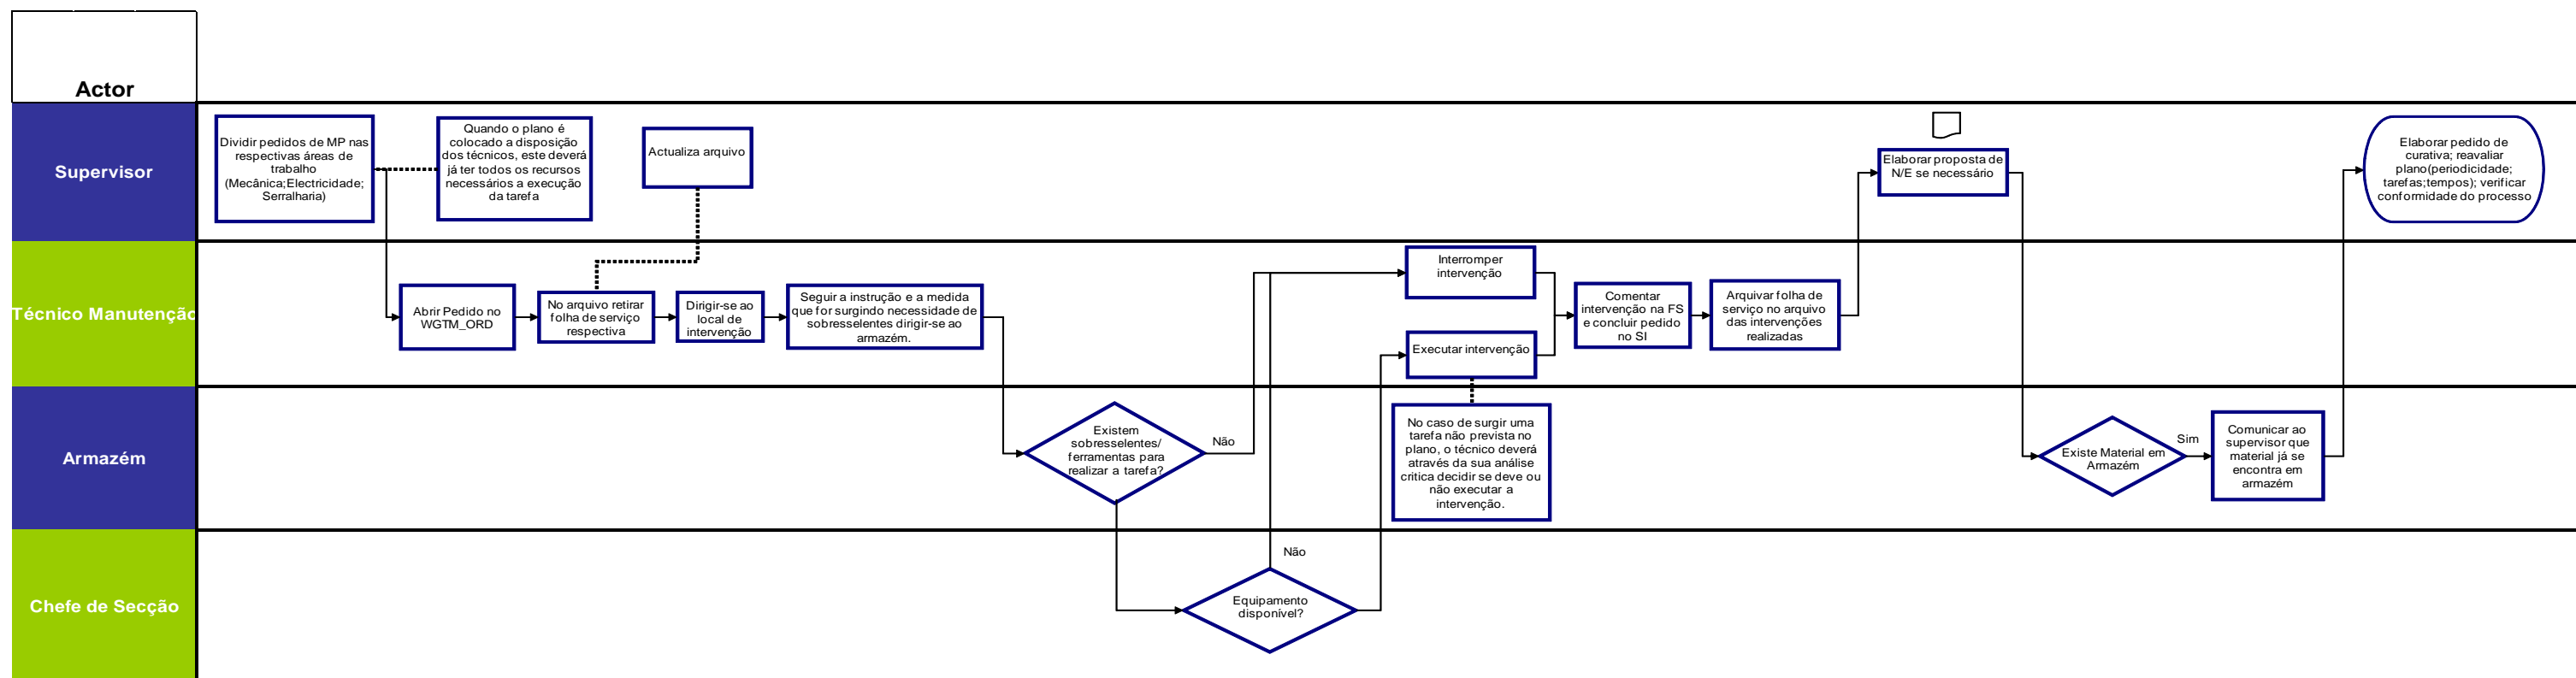 Actor
Supervisor
Dividir pedidos de MP nas
respectivas áreas de
trabalho
(Mecânica;Electricidade;
Serralharia)
Quando o plano é
colocado a disposição
dos técnicos, este deverá
já ter todos os recursos
necessários a execução
da tarefa
Actualiza arquivo
Elaborar proposta de
N/E se necessário
Elaborar pedido de
curativa; reavaliar
plano(periodicidade;
tarefas;tempos); verificar
conformidade do processo
Técnico Manutenção
Abrir Pedido no
WGTM_ORD
No arquivo retirar
folha de serviço
respectiva
Dirigir-se ao
local de
intervenção
Seguir a instrução e a medida
que for surgindo necessidade de
sobresselentes dirigir-se ao
armazém.
Interromper
intervenção
Executar intervenção
Comentar
intervenção na FS
e concluir pedido
no SI
Arquivar folha de
serviço no arquivo
das intervenções
realizadas
Armazém
Existem
sobresselentes/
ferramentas para
realizar a tarefa?
Não
No caso de surgir uma
tarefa não prevista no
plano, o técnico deverá
através da sua análise
critica decidir se deve ou
não executar a
intervenção.
Existe Material em
Armazém
Sim
Comunicar ao
supervisor que
material já se
encontra em
armazém
Chefe de Secção
Não
Equipamento
disponível?